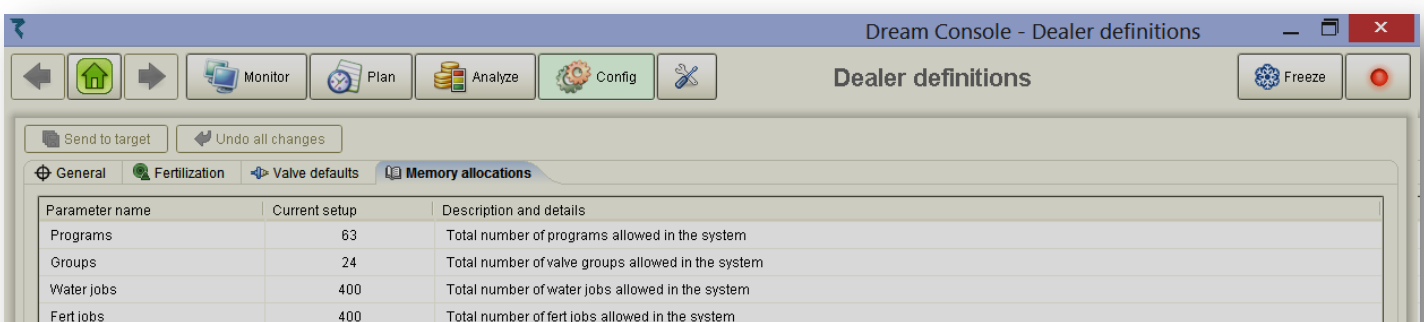 Dream Console - Dealer definitions
Monitor Plan Analyze Config Dealer definitions Freeze
Send to target Undo all changes
General Fertilization Valve defaults Memory allocations
Parameter name Current setup Description and details
Programs 63 Total number of programs allowed in the system
Groups 24 Total number of valve groups allowed in the system
Water jobs 400 Total number of water jobs allowed in the system
Fert jobs 400 Total number of fert jobs allowed in the system